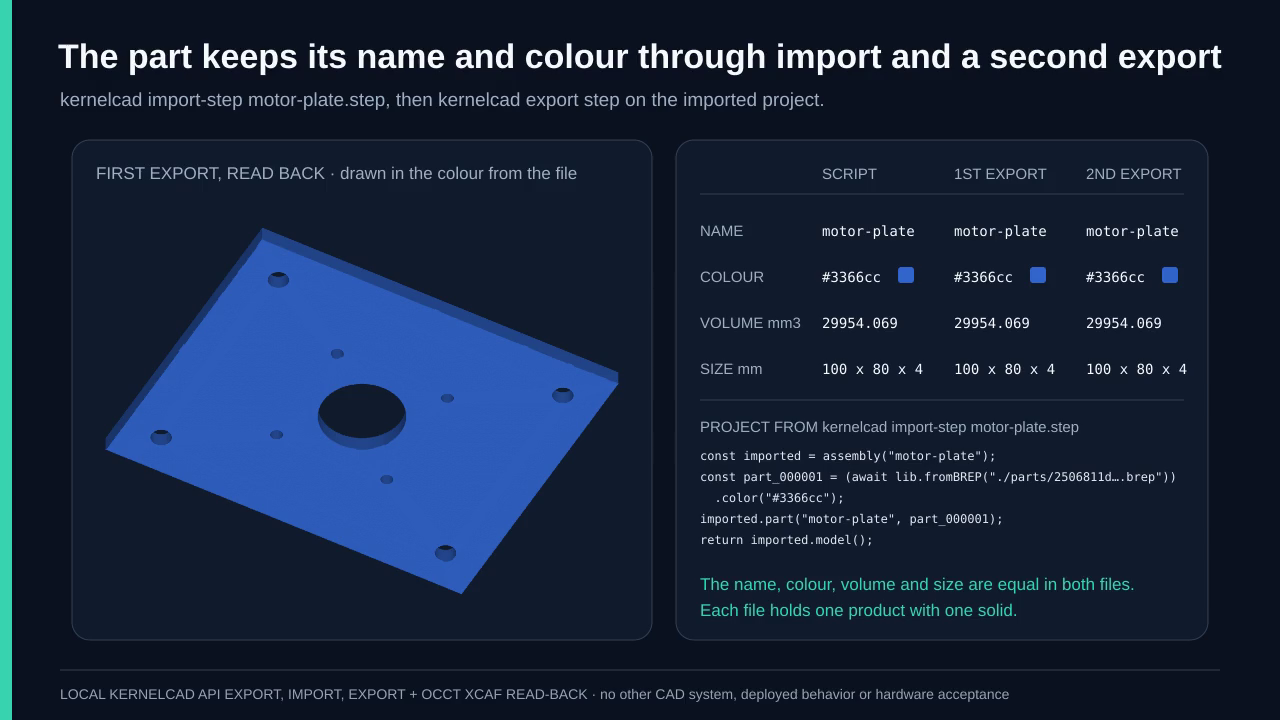 The part keeps its name and colour through import and a second export
kernelcad import-step motor-plate.step, then kernelcad export step on the imported project.
FIRST EXPORT, READ BACK · drawn in the colour from the file
SCRIPT 1ST EXPORT 2ND EXPORT
NAME motor-plate motor-plate motor-plate
COLOUR #3366cc #3366cc #3366cc
VOLUME mm3 29954.069 29954.069 29954.069
SIZE mm 100 x 80 x 4 100 x 80 x 4 100 x 80 x 4
PROJECT FROM kernelcad import-step motor-plate.step
const imported = assembly("motor-plate");
const part_000001 = (await lib.fromBREP("./parts/2506811d….brep"))
.color("#3366cc");
imported.part("motor-plate", part_000001);
return imported.model();
The name, colour, volume and size are equal in both files.
Each file holds one product with one solid.
LOCAL KERNELCAD API EXPORT, IMPORT, EXPORT + OCCT XCAF READ-BACK · no other CAD system, deployed behavior or hardware acceptance